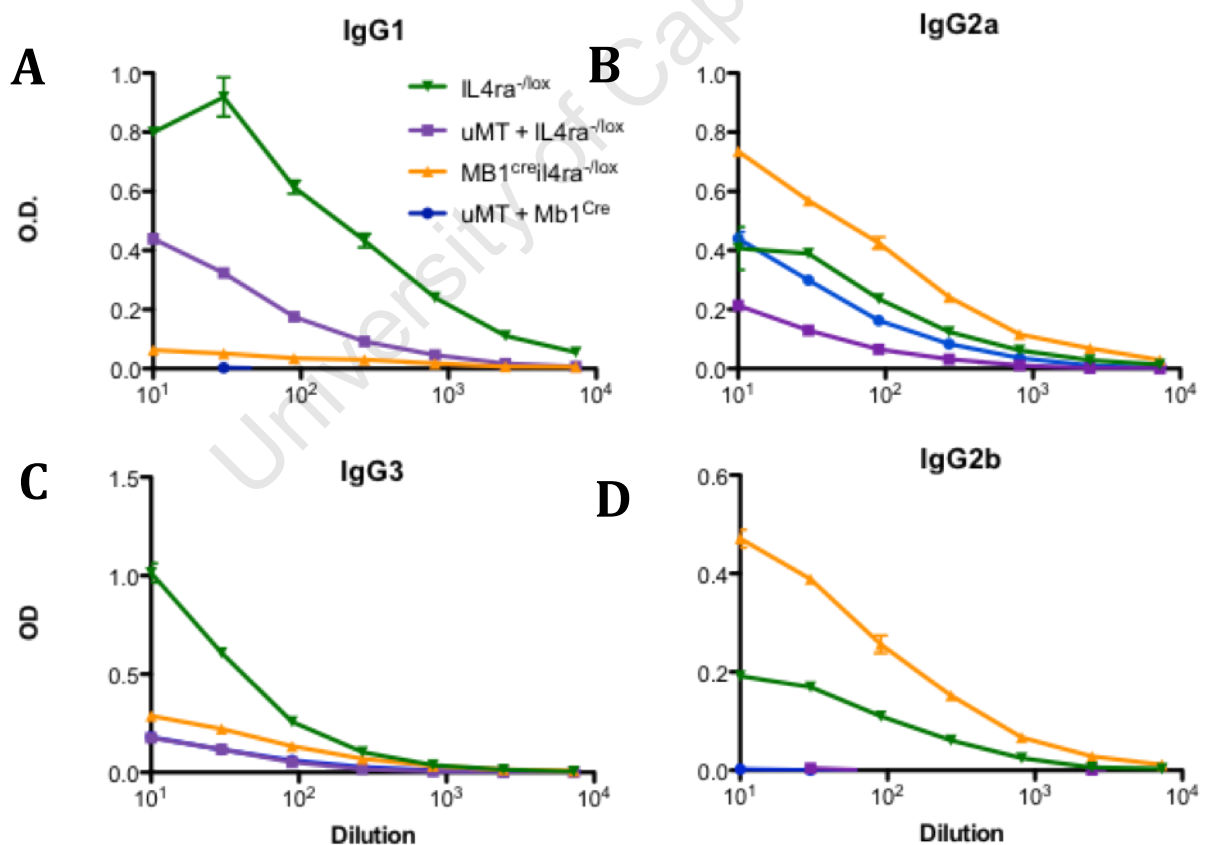 IgG1
A
O.D.
1.0
0.8
0.6
0.4
0.2
0.0
10¹ 10² 10³ 10⁴
IL4ra-/lox
uMT + IL4ra-/lox
MB1creil4ra-/lox
uMT + Mb1Cre
IgG2a
B
1.0
0.8
0.6
0.4
0.2
0.0
10¹ 10² 10³ 10⁴
IgG3
C
OD
1.5
1.0
0.5
0.0
10¹ 10² 10³ 10⁴
Dilution
IgG2b
D
0.6
0.4
0.2
0.0
10¹ 10² 10³ 10⁴
Dilution
University of Cap